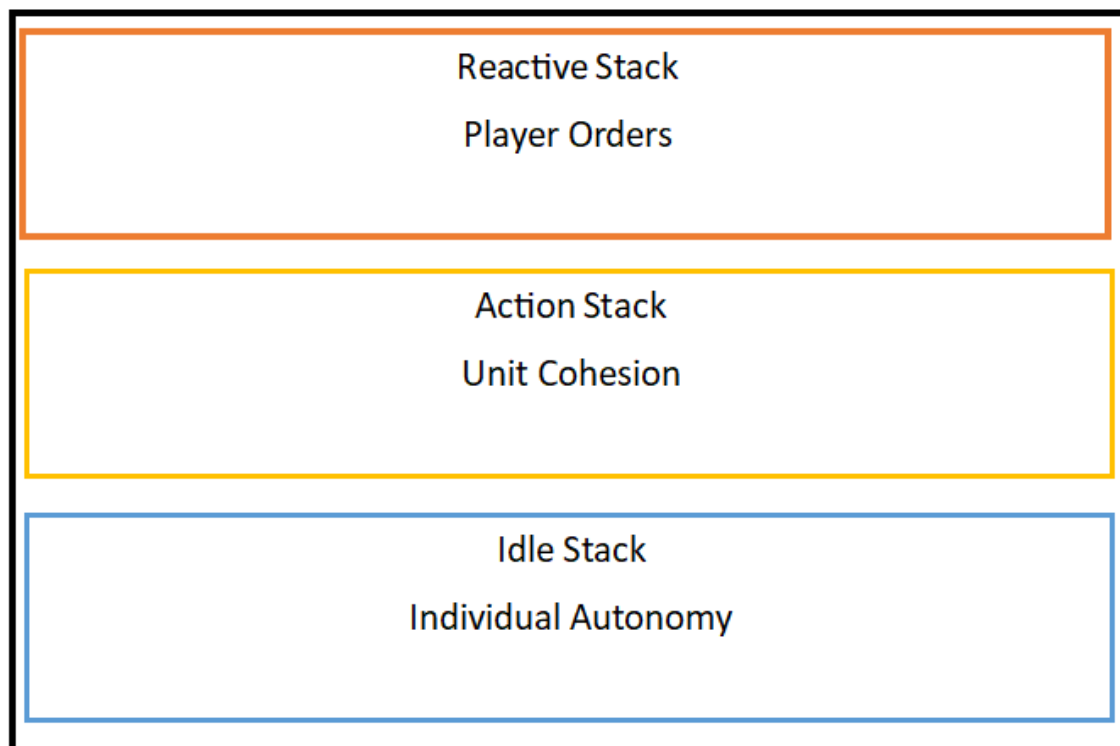 Reactive Stack
Player Orders
Action Stack
Unit Cohesion
Idle Stack
Individual Autonomy